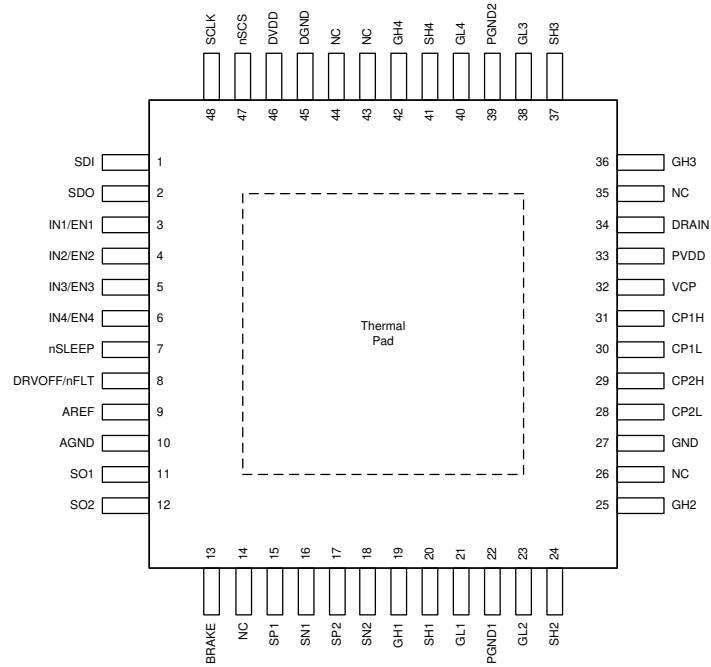 SCLK
nSCS
DVDD
DGND
NC
NC
GH4
SH4
GL4
PGND2
GL3
SH3
48
47
46
45
44
43
42
41
40
39
38
37
SDI 1
SDO 2
IN1/EN1 3
IN2/EN2 4
IN3/EN3 5
IN4/EN4 6
nSLEEP 7
DRVOFF/nFLT 8
AREF 9
AGND 10
SO1 11
SO2 12
Thermal
Pad
36 GH3
35 NC
34 DRAIN
33 PVDD
32 VCP
31 CP1H
30 CP1L
29 CP2H
28 CP2L
27 GND
26 NC
25 GH2
13
14
15
16
17
18
19
20
21
22
23
24
BRAKE
NC
SP1
SN1
SP2
SN2
GH1
SH1
GL1
PGND1
GL2
SH2